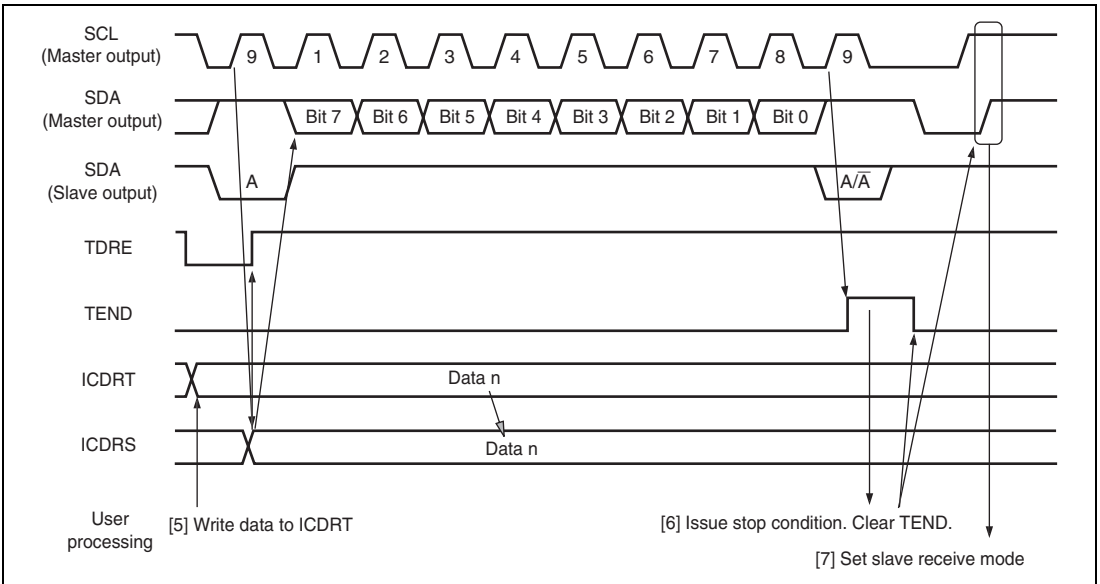 SCL
(Master output)
9 1 2 3 4 5 6 7 8 9
SDA
(Master output)
Bit 7 Bit 6 Bit 5 Bit 4 Bit 3 Bit 2 Bit 1 Bit 0
SDA
(Slave output)
A A/A̅
TDRE
TEND
ICDRT
Data n
ICDRS
Data n
User
processing
[5] Write data to ICDRT
[6] Issue stop condition. Clear TEND.
[7] Set slave receive mode